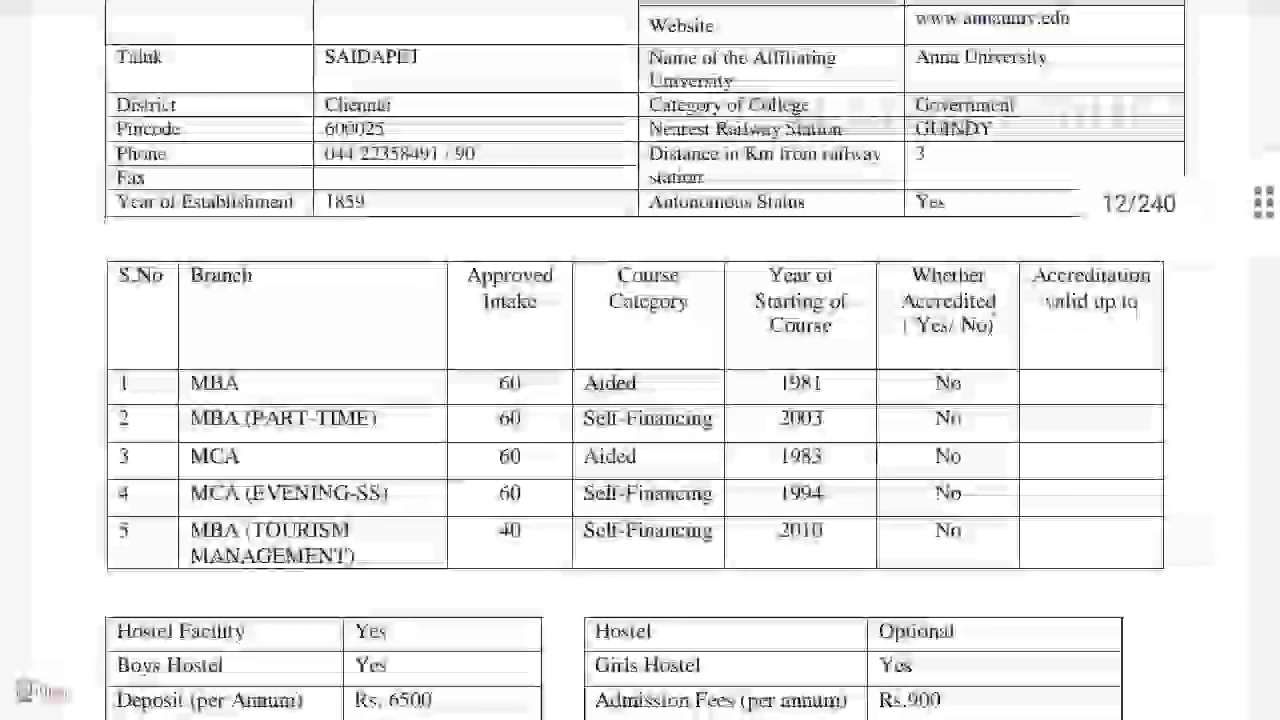 Website www.annauniv.edu
Taluk SAIDAPET Name of the Affiliating University Anna University
District Chennai Category of College Government
Pincode 600025 Nearest Railway Station GUINDY
Phone 044 22358491 / 90 Distance in Km from railway station 3
Fax
Year of Establishment 1859 Autonomous Status Yes
12/240
S.No Branch Approved Intake Course Category Year of Starting of Course Whether Accredited ( Yes/ No) Accreditation valid up to
1 MBA 60 Aided 1981 No
2 MBA (PART-TIME) 60 Self-Financing 2003 No
3 MCA 60 Aided 1983 No
4 MCA (EVENING-SS) 60 Self-Financing 1994 No
5 MBA (TOURISM MANAGEMENT) 40 Self-Financing 2010 No
Hostel Facility Yes Hostel Optional
Boys Hostel Yes Girls Hostel Yes
Deposit (per Annum) Rs. 6500 Admission Fees (per annum) Rs.900